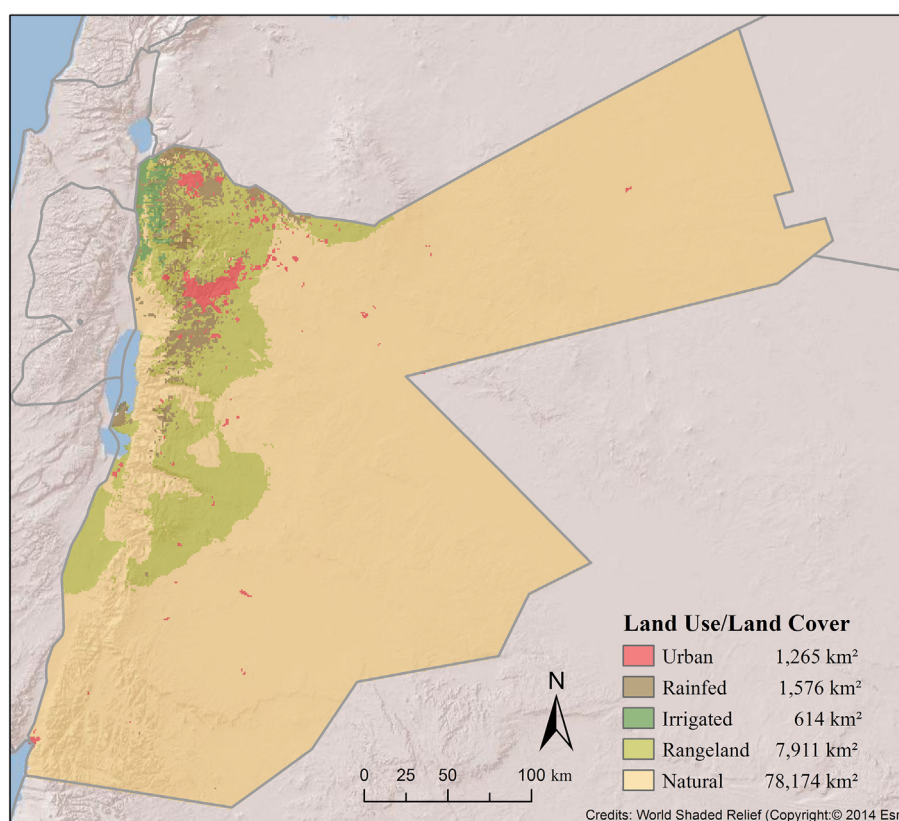 N
0 25 50 100 km
Land Use/Land Cover
Urban 1,265 km²
Rainfed 1,576 km²
Irrigated 614 km²
Rangeland 7,911 km²
Natural 78,174 km²
Credits: World Shaded Relief (Copyright:© 2014 Esr